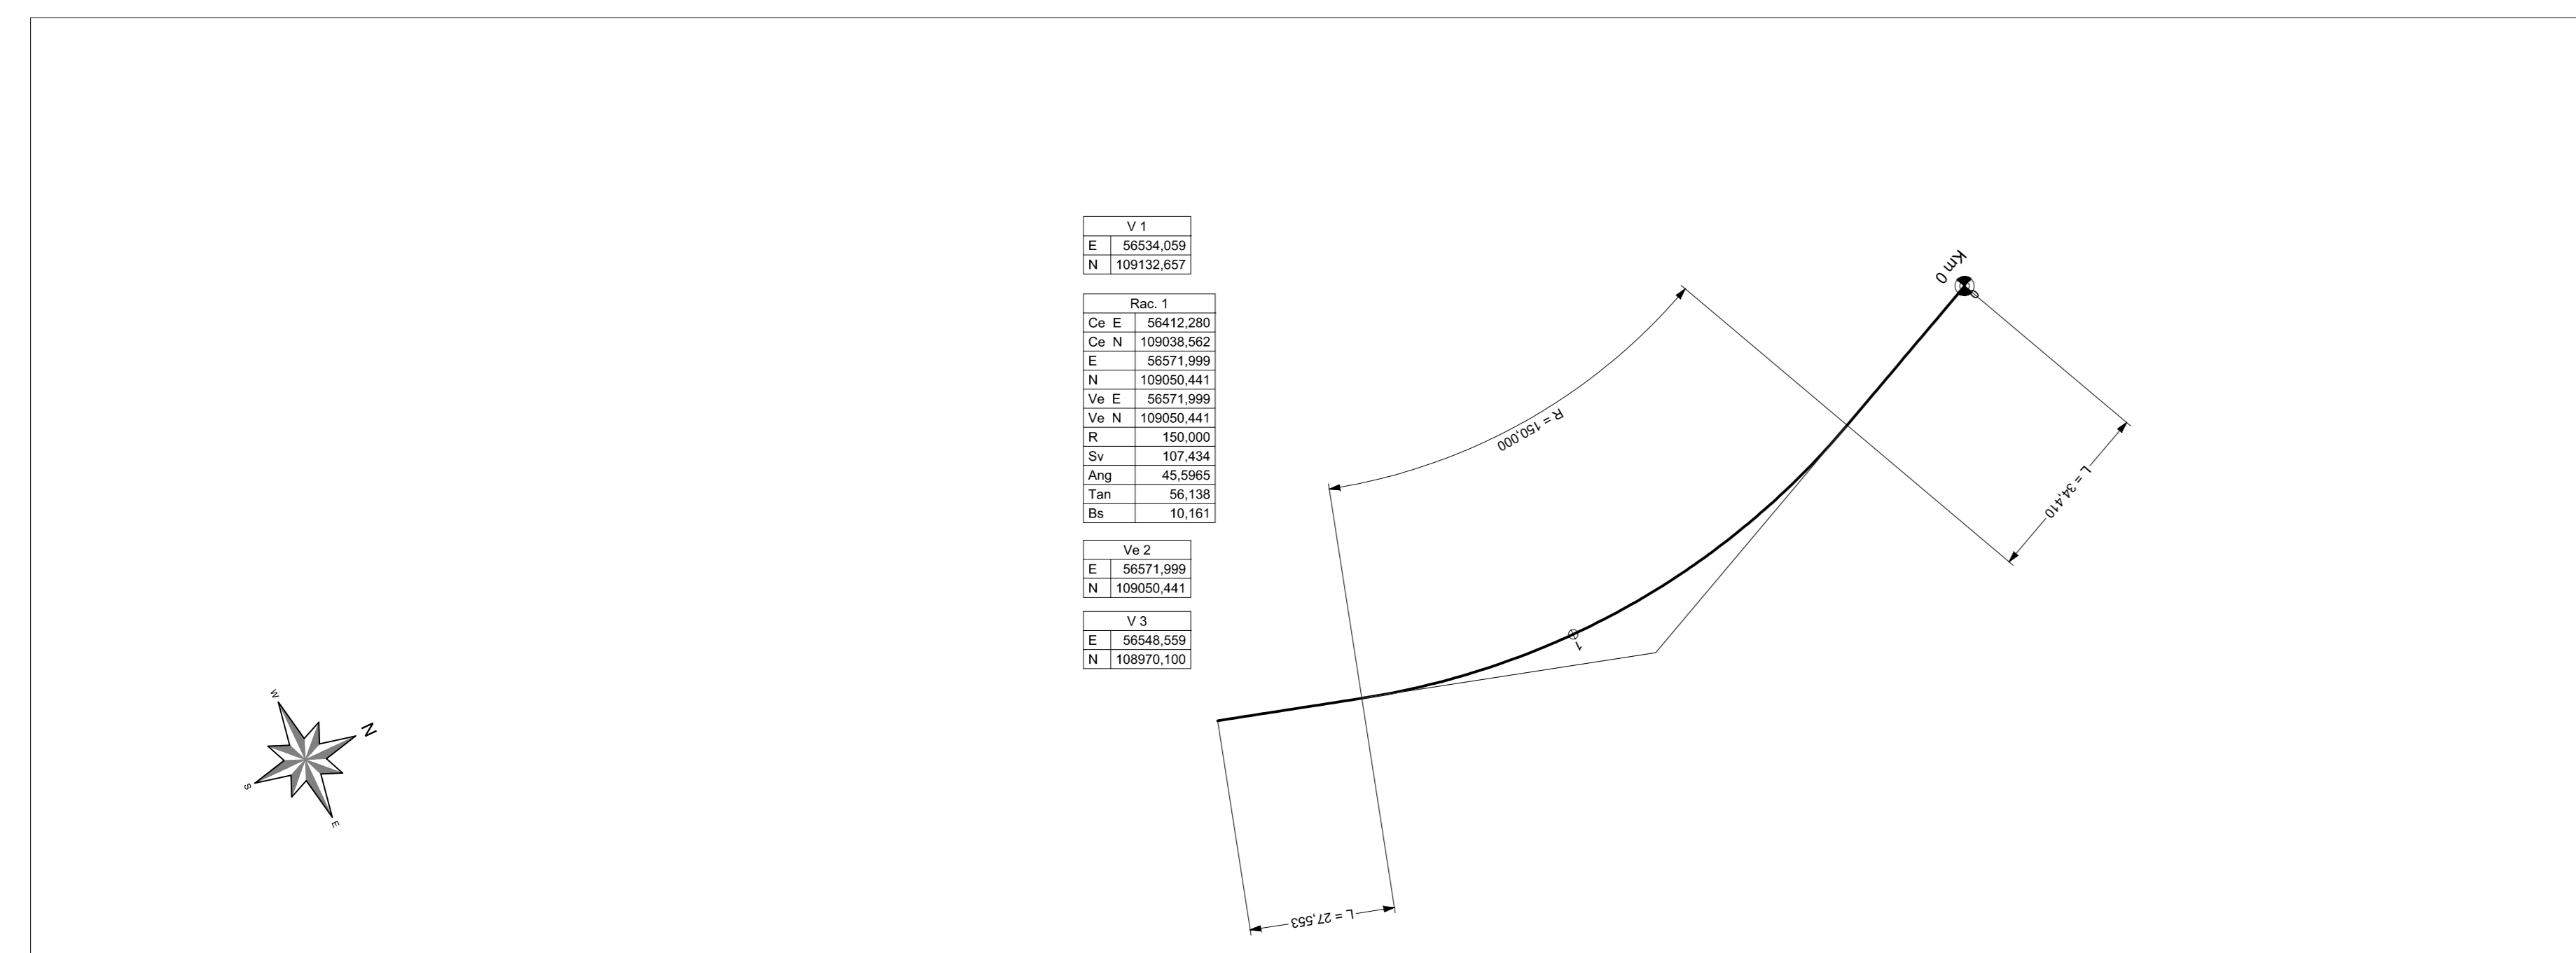 V 1
E 56534,059
N 109132,657
Rac. 1
Ce E 56412,280
Ce N 109038,562
E 56571,999
N 109050,441
Ve E 56571,999
Ve N 109050,441
R 150,000
Sv 107,434
Ang 45,5965
Tan 56,138
Bs 10,161
Ve 2
E 56571,999
N 109050,441
V 3
E 56548,559
N 108970,100
Km 0
0
R = 150,000
L = 34,410
1
L = 27,553
W
N
S
E